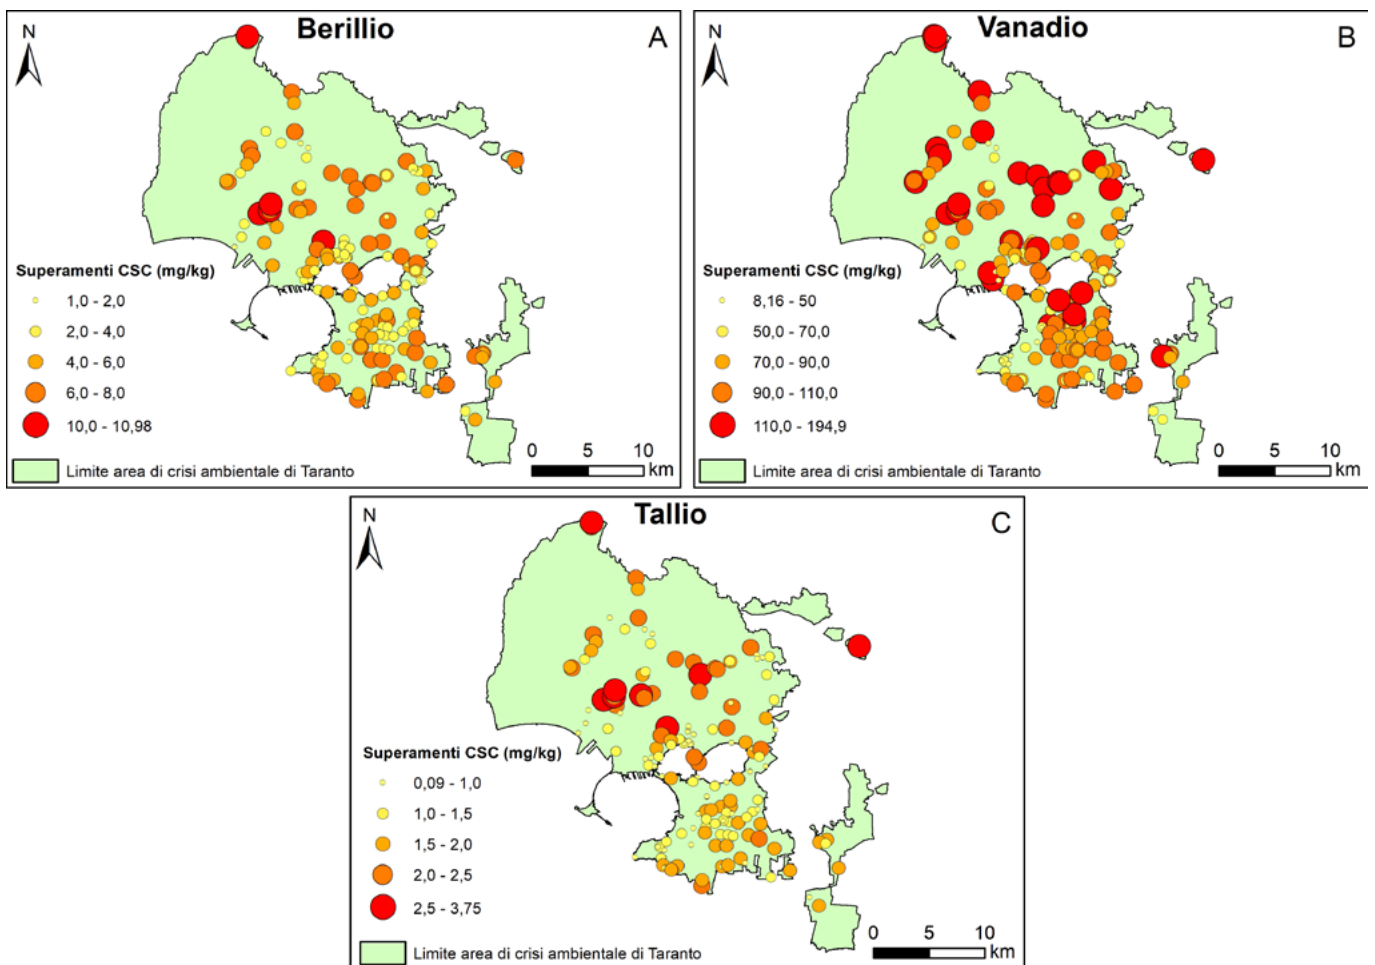 Berillio
A
N
Superamenti CSC (mg/kg)
1,0 - 2,0
2,0 - 4,0
4,0 - 6,0
6,0 - 8,0
10,0 - 10,98
Limite area di crisi ambientale di Taranto
0 5 10
km
Vanadio
B
N
Superamenti CSC (mg/kg)
8,16 - 50
50,0 - 70,0
70,0 - 90,0
90,0 - 110,0
110,0 - 194,9
Limite area di crisi ambientale di Taranto
0 5 10
km
Tallio
C
N
Superamenti CSC (mg/kg)
0,09 - 1,0
1,0 - 1,5
1,5 - 2,0
2,0 - 2,5
2,5 - 3,75
Limite area di crisi ambientale di Taranto
0 5 10
km